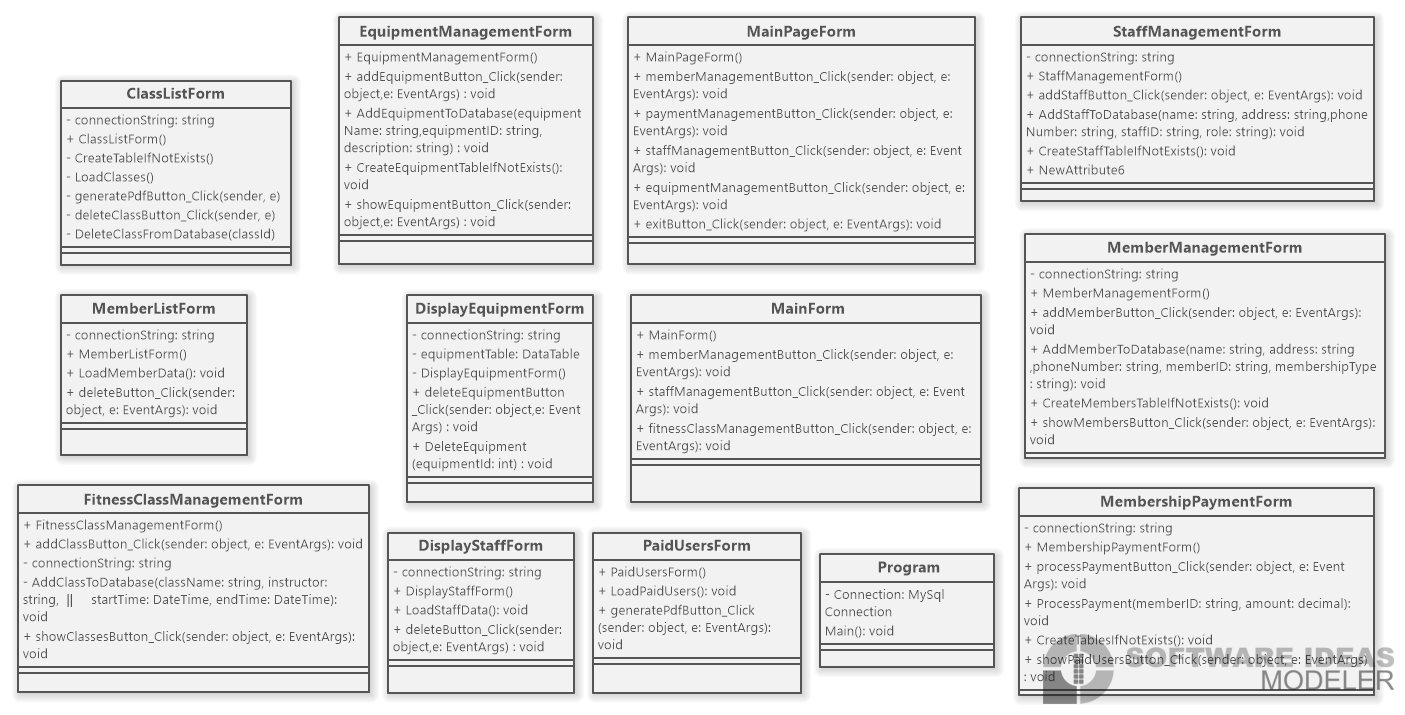 ClassListForm
- connectionString: string
+ ClassListForm()
- CreateTableIfNotExists()
- LoadClasses()
- generatePdfButton_Click(sender, e)
- deleteClassButton_Click(sender, e)
- DeleteClassFromDatabase(classId)
EquipmentManagementForm
+ EquipmentManagementForm()
+ addEquipmentButton_Click(sender:
object,e: EventArgs) : void
+ AddEquipmentToDatabase(equipment
Name: string,equipmentID: string,
description: string) : void
+ CreateEquipmentTableIfNotExists():
void
+ showEquipmentButton_Click(sender:
object,e: EventArgs) : void
MainPageForm
+ MainPageForm()
+ memberManagementButton_Click(sender: object, e:
EventArgs): void
+ paymentManagementButton_Click(sender: object, e:
EventArgs): void
+ staffManagementButton_Click(sender: object, e: Event
Args): void
+ equipmentManagementButton_Click(sender: object, e:
EventArgs): void
+ exitButton_Click(sender: object, e: EventArgs): void
StaffManagementForm
- connectionString: string
+ StaffManagementForm()
+ addStaffButton_Click(sender: object, e: EventArgs): void
+ AddStaffToDatabase(name: string, address: string,phone
Number: string, staffID: string, role: string): void
+ CreateStaffTableIfNotExists(): void
+ NewAttribute6
MemberListForm
- connectionString: string
+ MemberListForm()
+ LoadMemberData(): void
+ deleteButton_Click(sender:
object, e: EventArgs): void
DisplayEquipmentForm
- connectionString: string
- equipmentTable: DataTable
- DisplayEquipmentForm()
+ deleteEquipmentButton
_Click(sender: object,e: Event
Args) : void
+ DeleteEquipment
(equipmentId: int) : void
MainForm
+ MainForm()
+ memberManagementButton_Click(sender: object, e:
EventArgs): void
+ staffManagementButton_Click(sender: object, e: Event
Args): void
+ fitnessClassManagementButton_Click(sender: object, e:
EventArgs): void
MemberManagementForm
- connectionString: string
+ MemberManagementForm()
+ addMemberButton_Click(sender: object, e: EventArgs):
void
+ AddMemberToDatabase(name: string, address: string
,phoneNumber: string, memberID: string, membershipType
: string): void
+ CreateMembersTableIfNotExists(): void
+ showMembersButton_Click(sender: object, e: EventArgs):
void
FitnessClassManagementForm
+ FitnessClassManagementForm()
+ addClassButton_Click(sender: object, e: EventArgs): void
- connectionString: string
- AddClassToDatabase(className: string, instructor:
string, || startTime: DateTime, endTime: DateTime):
void
+ showClassesButton_Click(sender: object, e: EventArgs):
void
DisplayStaffForm
- connectionString: string
+ DisplayStaffForm()
+ LoadStaffData(): void
+ deleteButton_Click(sender:
object,e: EventArgs) : void
PaidUsersForm
+ PaidUsersForm()
+ LoadPaidUsers(): void
+ generatePdfButton_Click
(sender: object, e: EventArgs):
void
Program
- Connection: MySql
Connection
Main(): void
MembershipPaymentForm
- connectionString: string
+ MembershipPaymentForm()
+ processPaymentButton_Click(sender: object, e: Event
Args): void
+ ProcessPayment(memberID: string, amount: decimal):
void
+ CreateTablesIfNotExists(): void
+ showPaidUsersButton_Click(sender: object, e: EventArgs)
: void
SOFTWARE IDEAS
MODELER